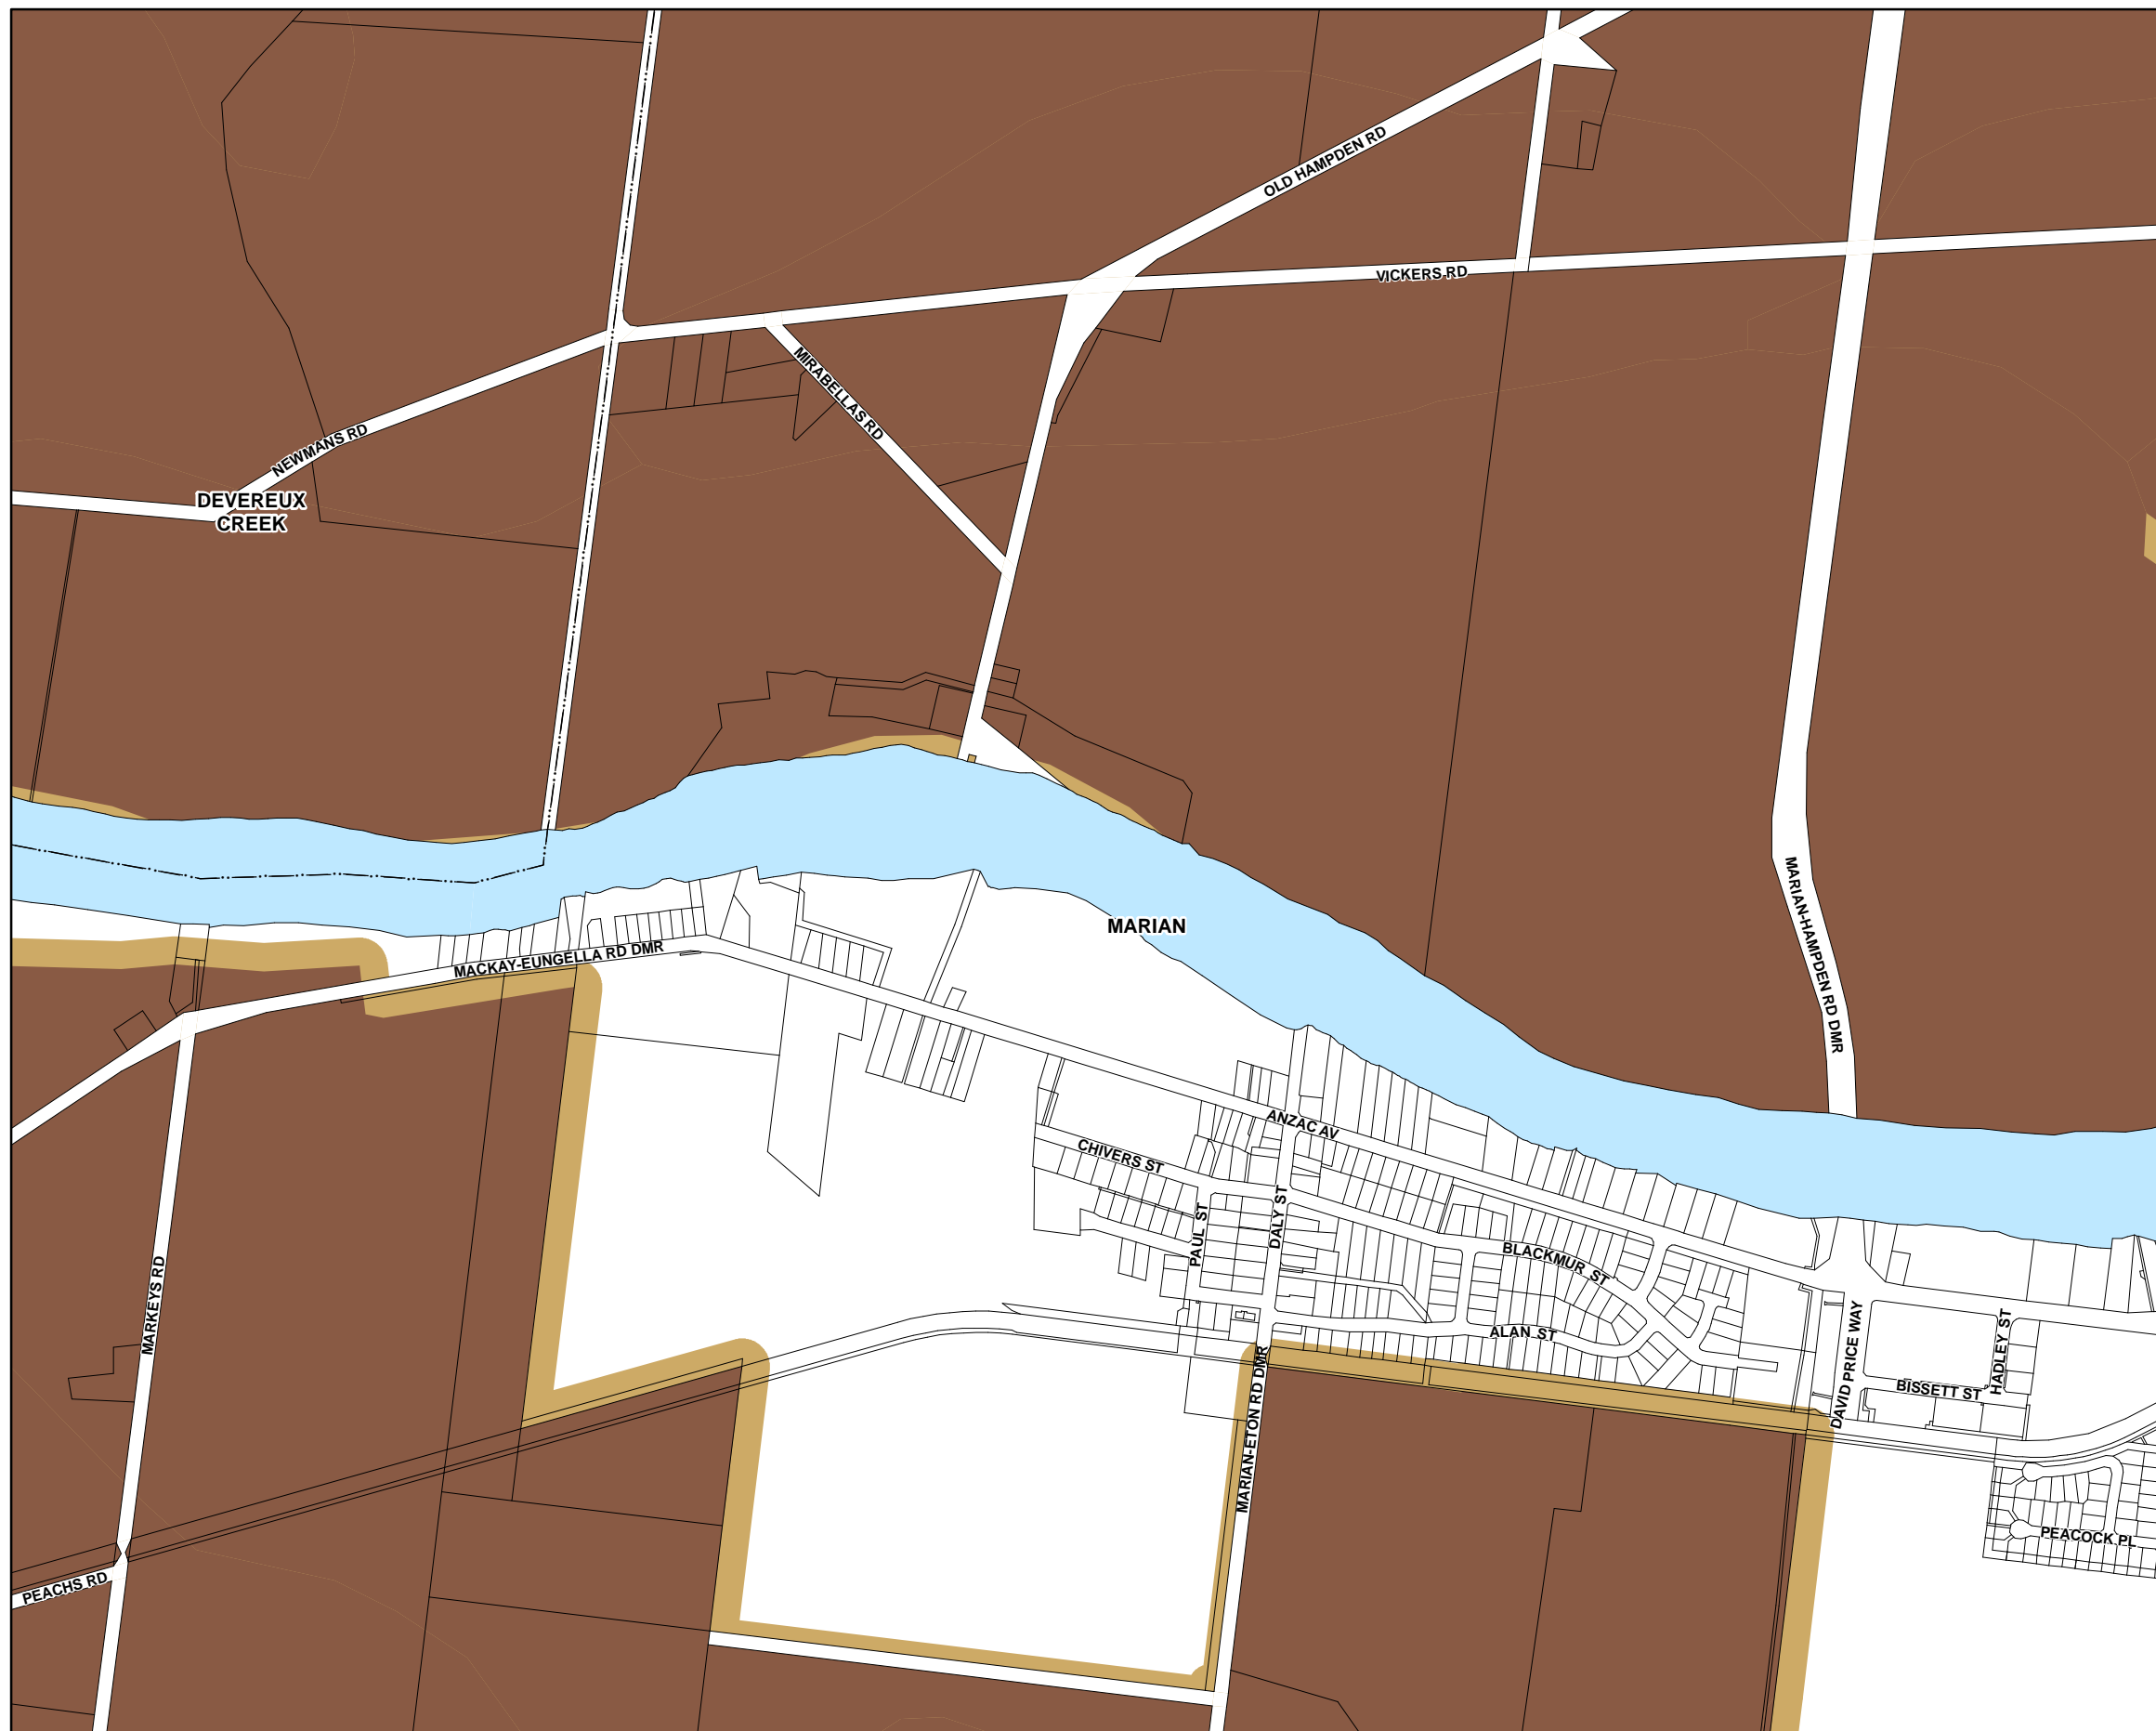 OLD HAMPDEN RD
VICKERS RD
MIRABELLAS RD
NEWMANS RD
DEVEREUX
CREEK
MARIAN-HAMPDEN RD DMR
MARIAN
MACKAY-EUNGELLA RD DMR
ANZAC AV
CHIVERS ST
PAUL ST
DALY ST
BLACKMUR ST
MARKEYS RD
ALAN ST
DAVID PRICE WAY
HADLEY ST
BISSETT ST
MARIAN-ETON RD DMR
PEACOCK PL
PEACHS RD